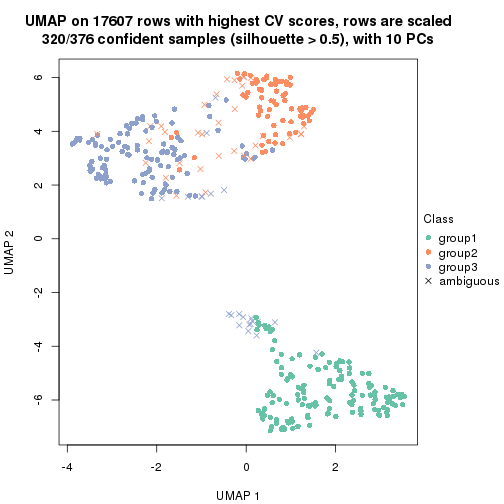 UMAP on 17607 rows with highest CV scores, rows are scaled
320/376 confident samples (silhouette > 0.5), with 10 PCs
6
4
2
0
-2
-4
-6
UMAP 2
-4
-2
0
2
UMAP 1
Class
group1
group2
group3
ambiguous